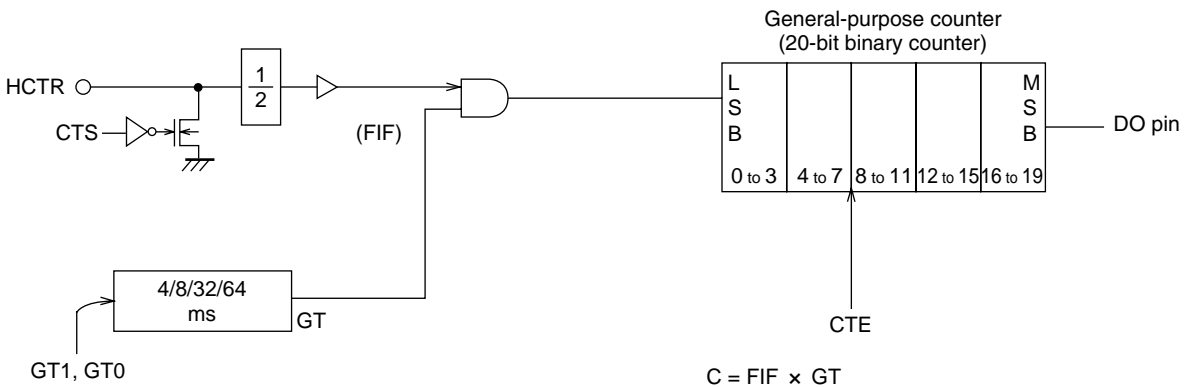 General-purpose counter
(20-bit binary counter)
HCTR
1
2
CTS
(FIF)
L
S
B
M
S
B
DO pin
0 to 3
4 to 7
8 to 11
12 to 15
16 to 19
4/8/32/64
ms
GT
CTE
GT1, GT0
C = FIF × GT